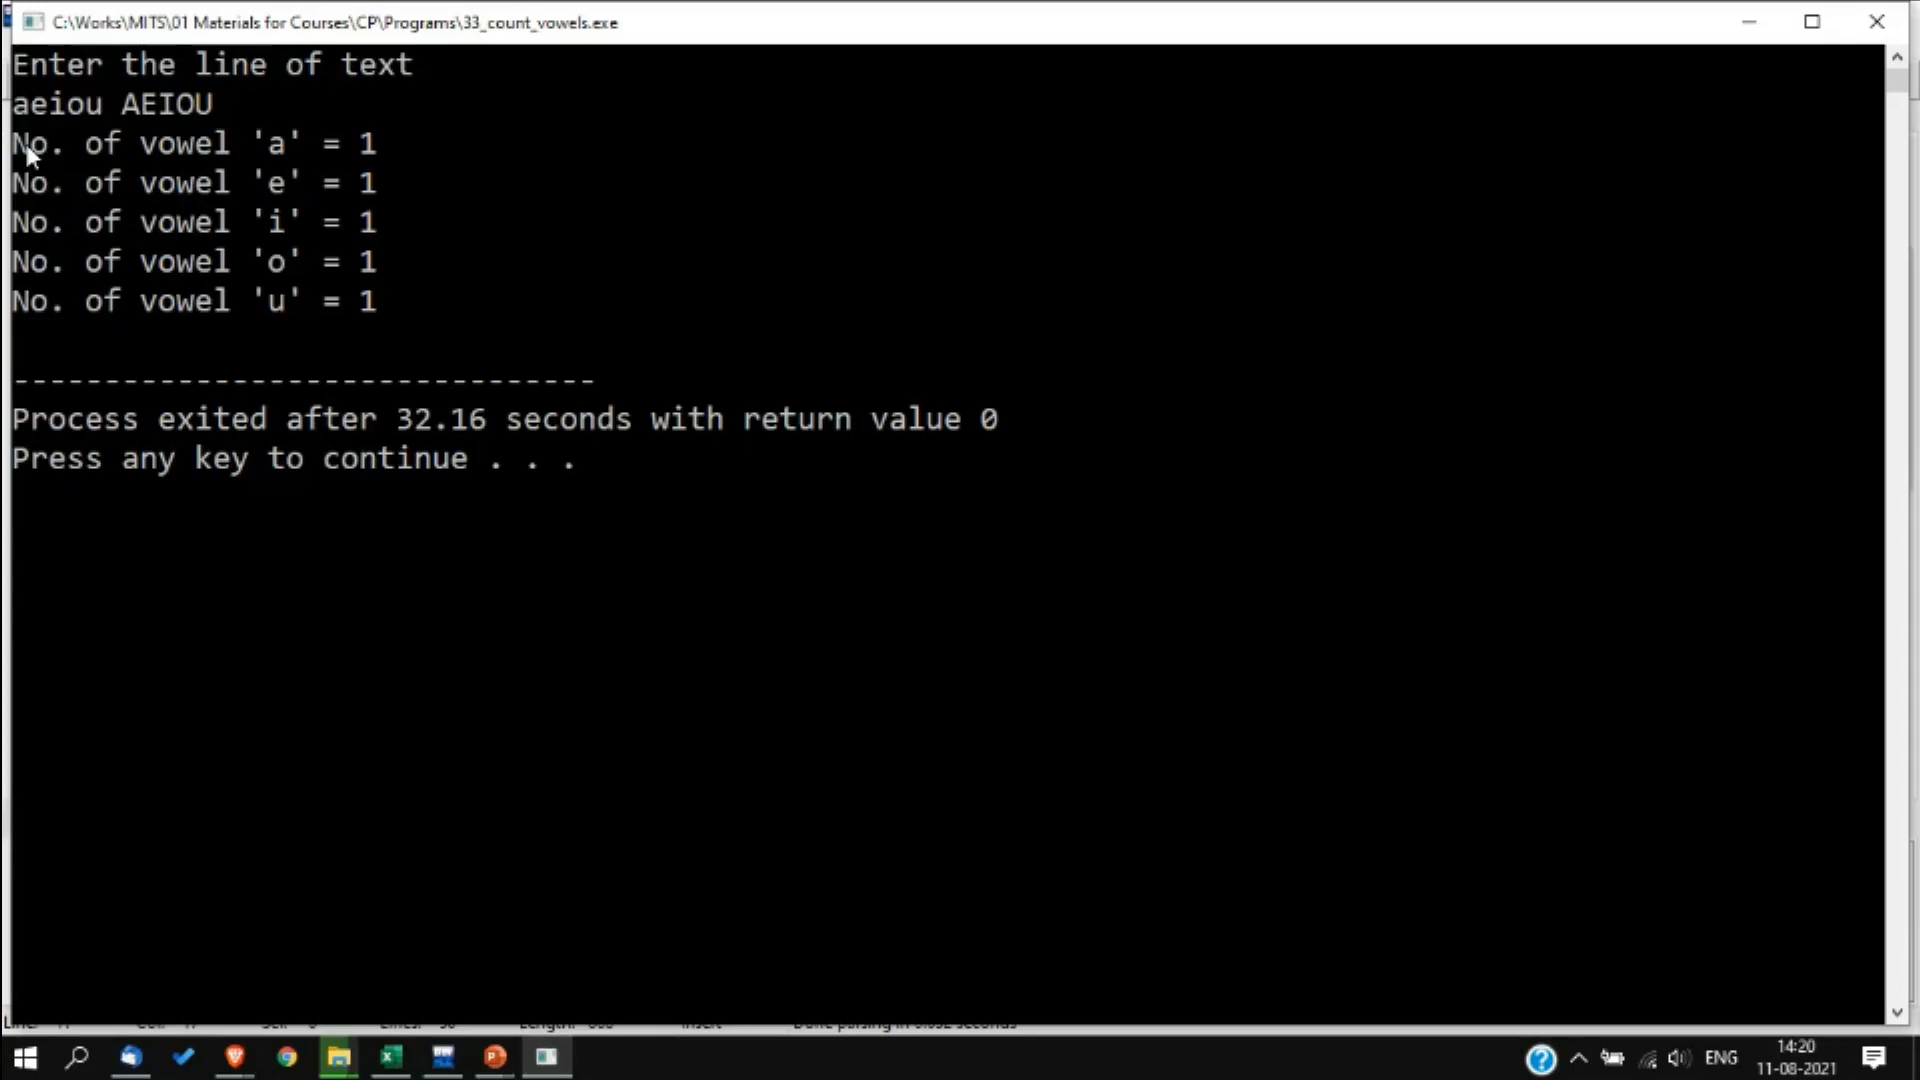 C:\Works\MITS\01 Materials for Courses\CP\Programs\33_count_vowels.exe
Enter the line of text
aeiou AEIOU
No. of vowel 'a' = 1
No. of vowel 'e' = 1
No. of vowel 'i' = 1
No. of vowel 'o' = 1
No. of vowel 'u' = 1
--------------------------------
Process exited after 32.16 seconds with return value 0
Press any key to continue . . .
ENG
14:20
11-08-2021